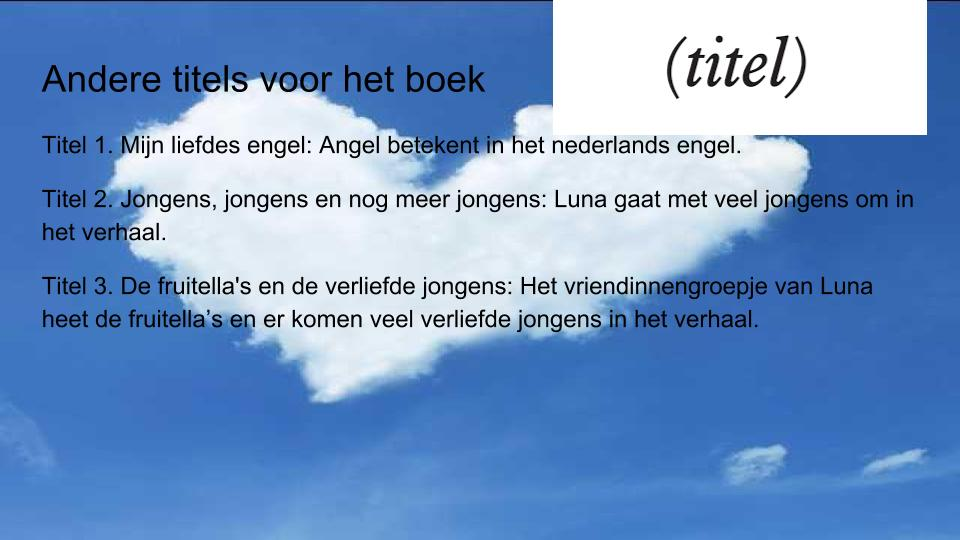 (titel)
Andere titels voor het boek
Titel 1. Mijn liefdes engel: Angel betekent in het nederlands engel.
Titel 2. Jongens, jongens en nog meer jongens: Luna gaat met veel jongens om in
het verhaal.
Titel 3. De fruitella's en de verliefde jongens: Het vriendinnengroepje van Luna
heet de fruitella’s en er komen veel verliefde jongens in het verhaal.